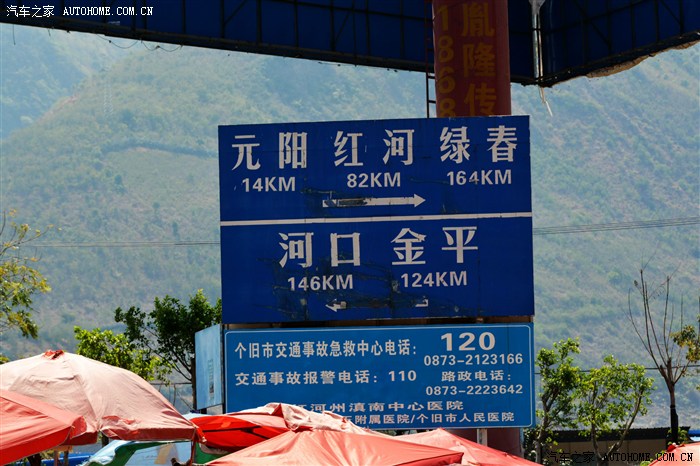 汽车之家 AUTOHOME.COM.CN
1868
胤隆传
元阳 红河 绿春
14KM 82KM 164KM
河口 金平
146KM 124KM
个旧市交通事故急救中心电话: 120
0873-2123166
交通事故报警电话: 110 路政电话:
0873-2223642
红河州滇南中心医院
附属医院/个旧市人民医院
汽车之家 AUTOHOME.COM.CN